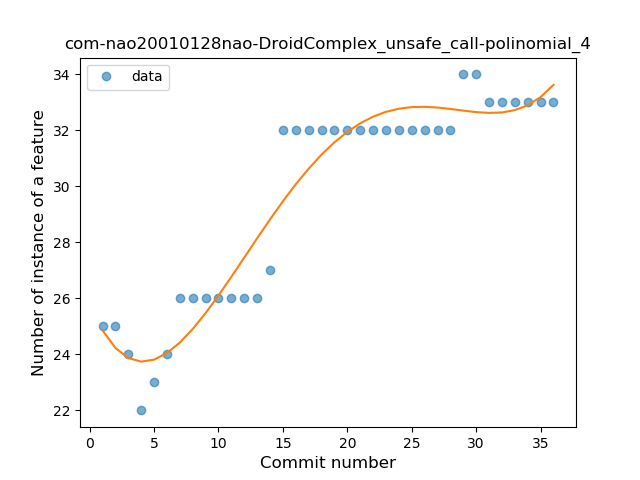 com-nao20010128nao-DroidComplex_unsafe_call-polinomial_4
data
Number of instance of a feature
34
32
30
28
26
24
22
0 5 10 15 20 25 30 35
Commit number